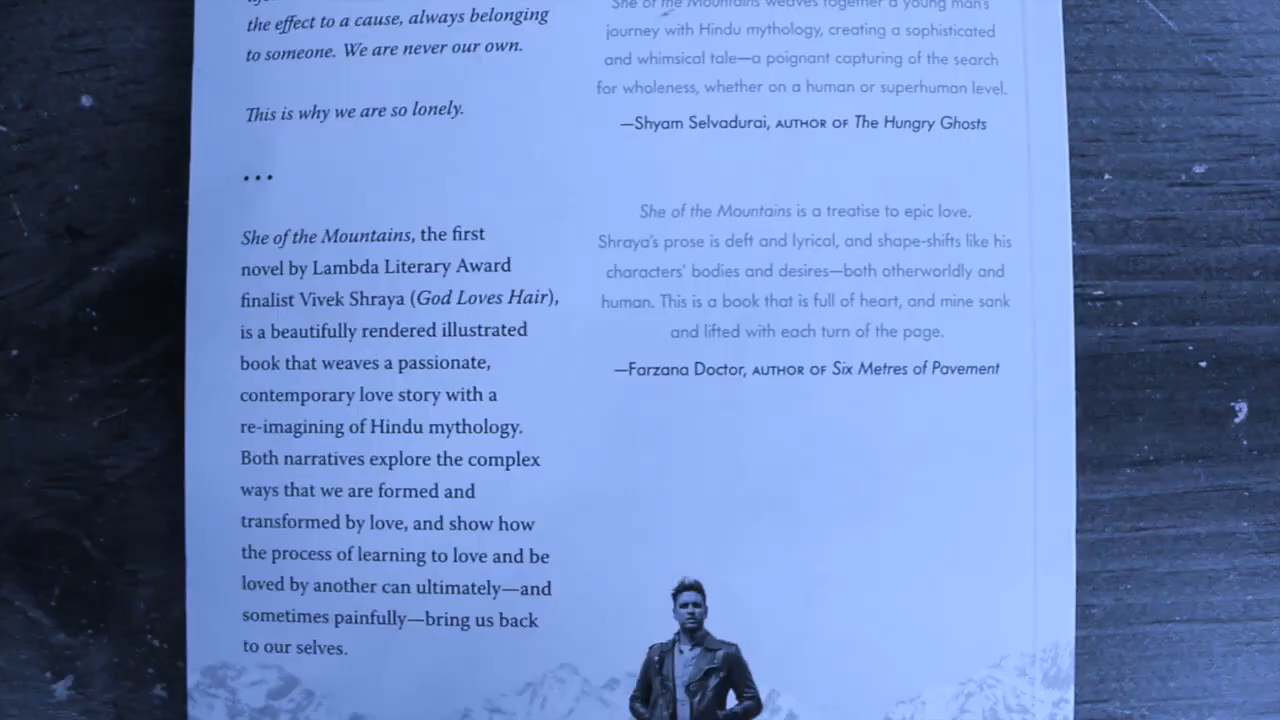 the effect to a cause, always belonging
to someone. We are never our own.
This is why we are so lonely.
...
She of the Mountains, the first
novel by Lambda Literary Award
finalist Vivek Shraya (God Loves Hair),
is a beautifully rendered illustrated
book that weaves a passionate,
contemporary love story with a
re-imagining of Hindu mythology.
Both narratives explore the complex
ways that we are formed and
transformed by love, and show how
the process of learning to love and be
loved by another can ultimately—and
sometimes painfully—bring us back
to our selves.
She of the Mountains weaves together a young man's
journey with Hindu mythology, creating a sophisticated
and whimsical tale—a poignant capturing of the search
for wholeness, whether on a human or superhuman level.
—Shyam Selvadurai, AUTHOR OF The Hungry Ghosts
She of the Mountains is a treatise to epic love.
Shraya's prose is deft and lyrical, and shape-shifts like his
characters' bodies and desires—both otherworldly and
human. This is a book that is full of heart, and mine sank
and lifted with each turn of the page.
—Farzana Doctor, AUTHOR OF Six Metres of Pavement